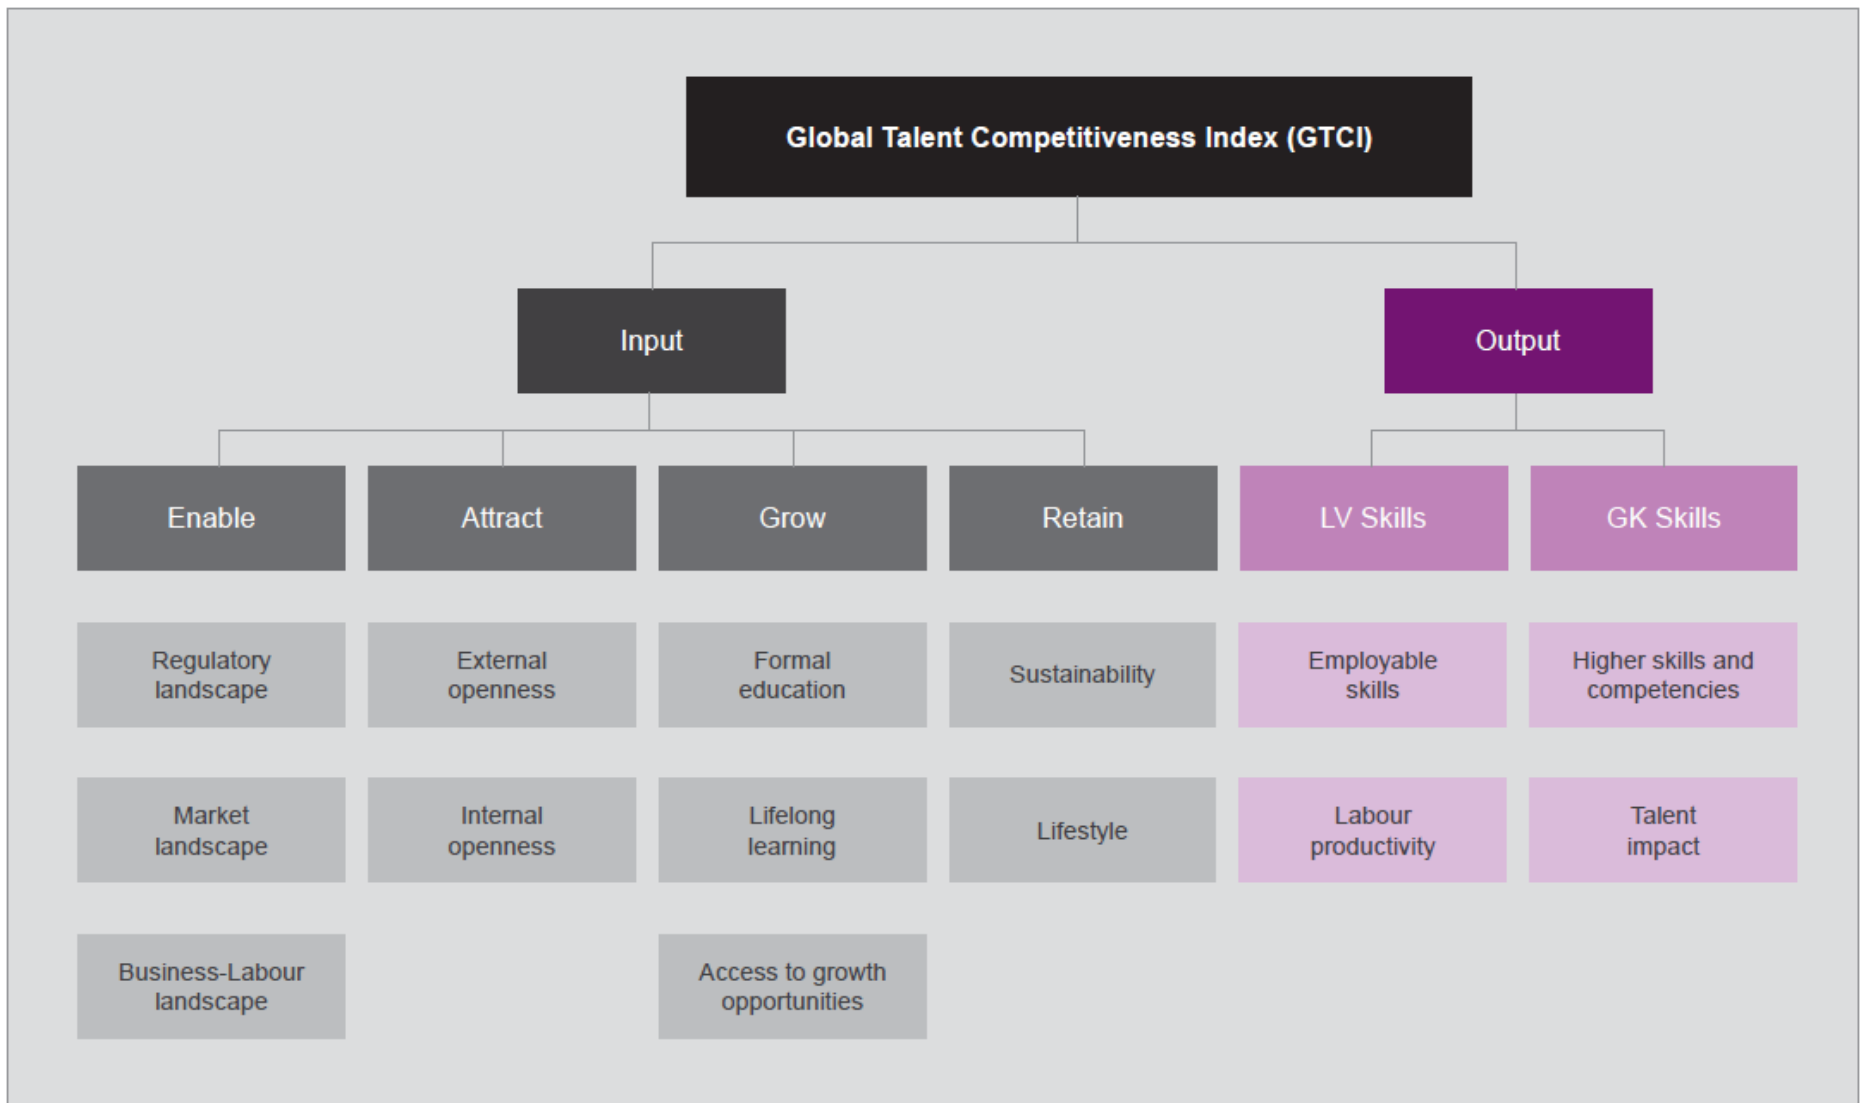 Global Talent Competitiveness Index (GTCI)
Input
Output
Enable
Attract
Grow
Retain
LV Skills
GK Skills
Regulatory
landscape
External
openness
Formal
education
Sustainability
Employable
skills
Higher skills and
competencies
Market
landscape
Internal
openness
Lifelong
learning
Lifestyle
Labour
productivity
Talent
impact
Business-Labour
landscape
Access to growth
opportunities